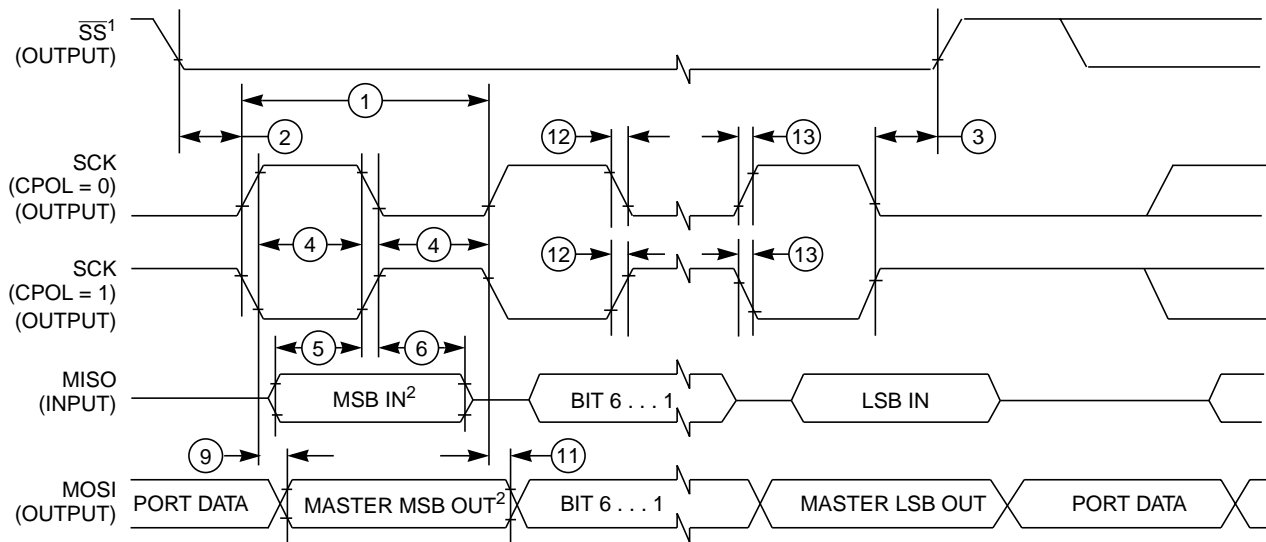 S̅S̅¹
(OUTPUT)
1
2
12
13
3
SCK
(CPOL = 0)
(OUTPUT)
4
4
SCK
(CPOL = 1)
(OUTPUT)
12
13
5
6
MISO
(INPUT)
MSB IN²
BIT 6 . . . 1
LSB IN
9
11
MOSI
(OUTPUT)
PORT DATA
MASTER MSB OUT²
BIT 6 . . . 1
MASTER LSB OUT
PORT DATA